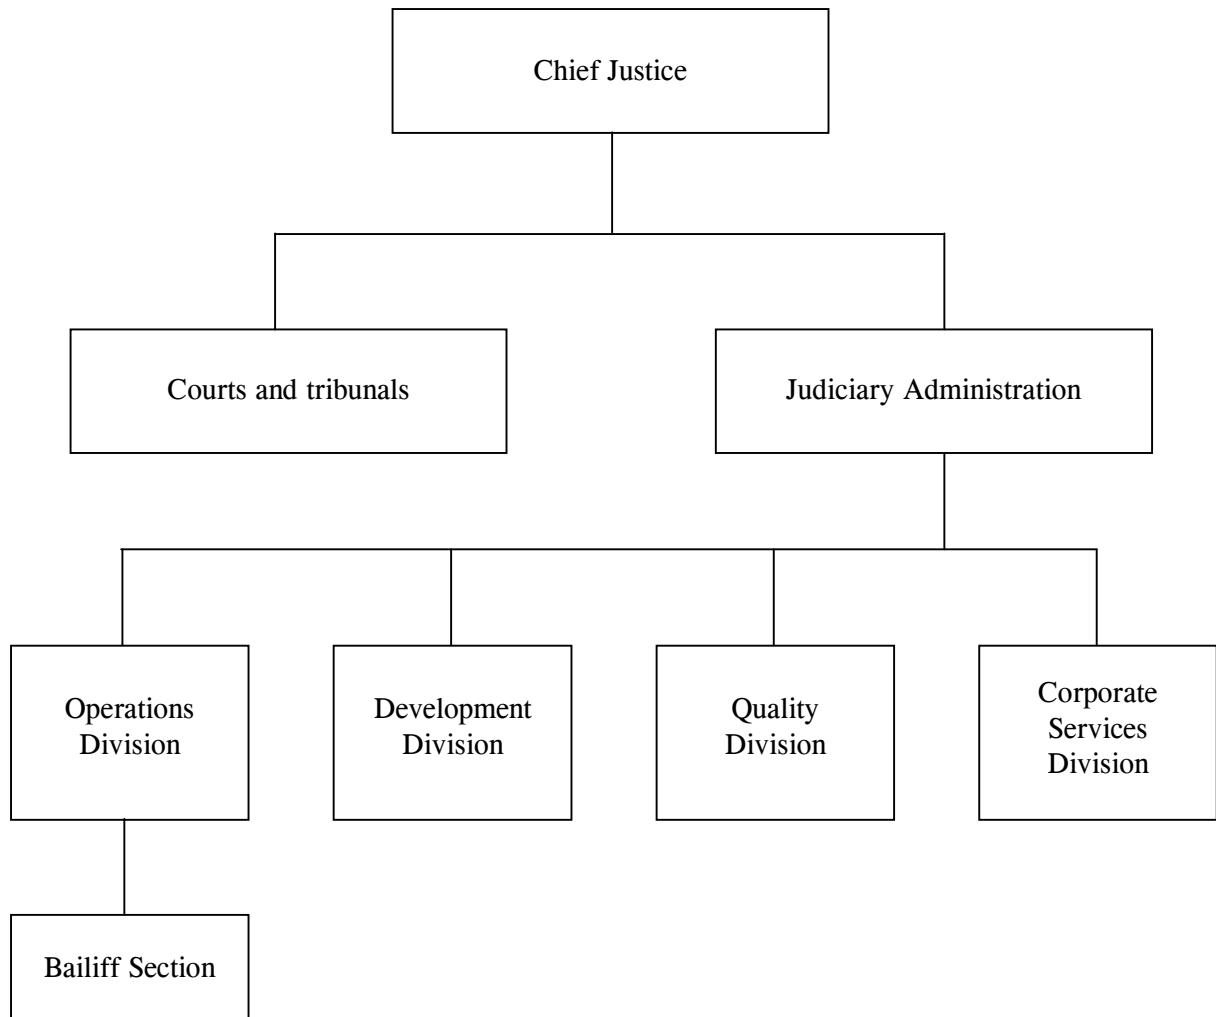 Chief Justice
Courts and tribunals
Judiciary Administration
Operations
Division
Development
Division
Quality
Division
Corporate
Services
Division
Bailiff Section